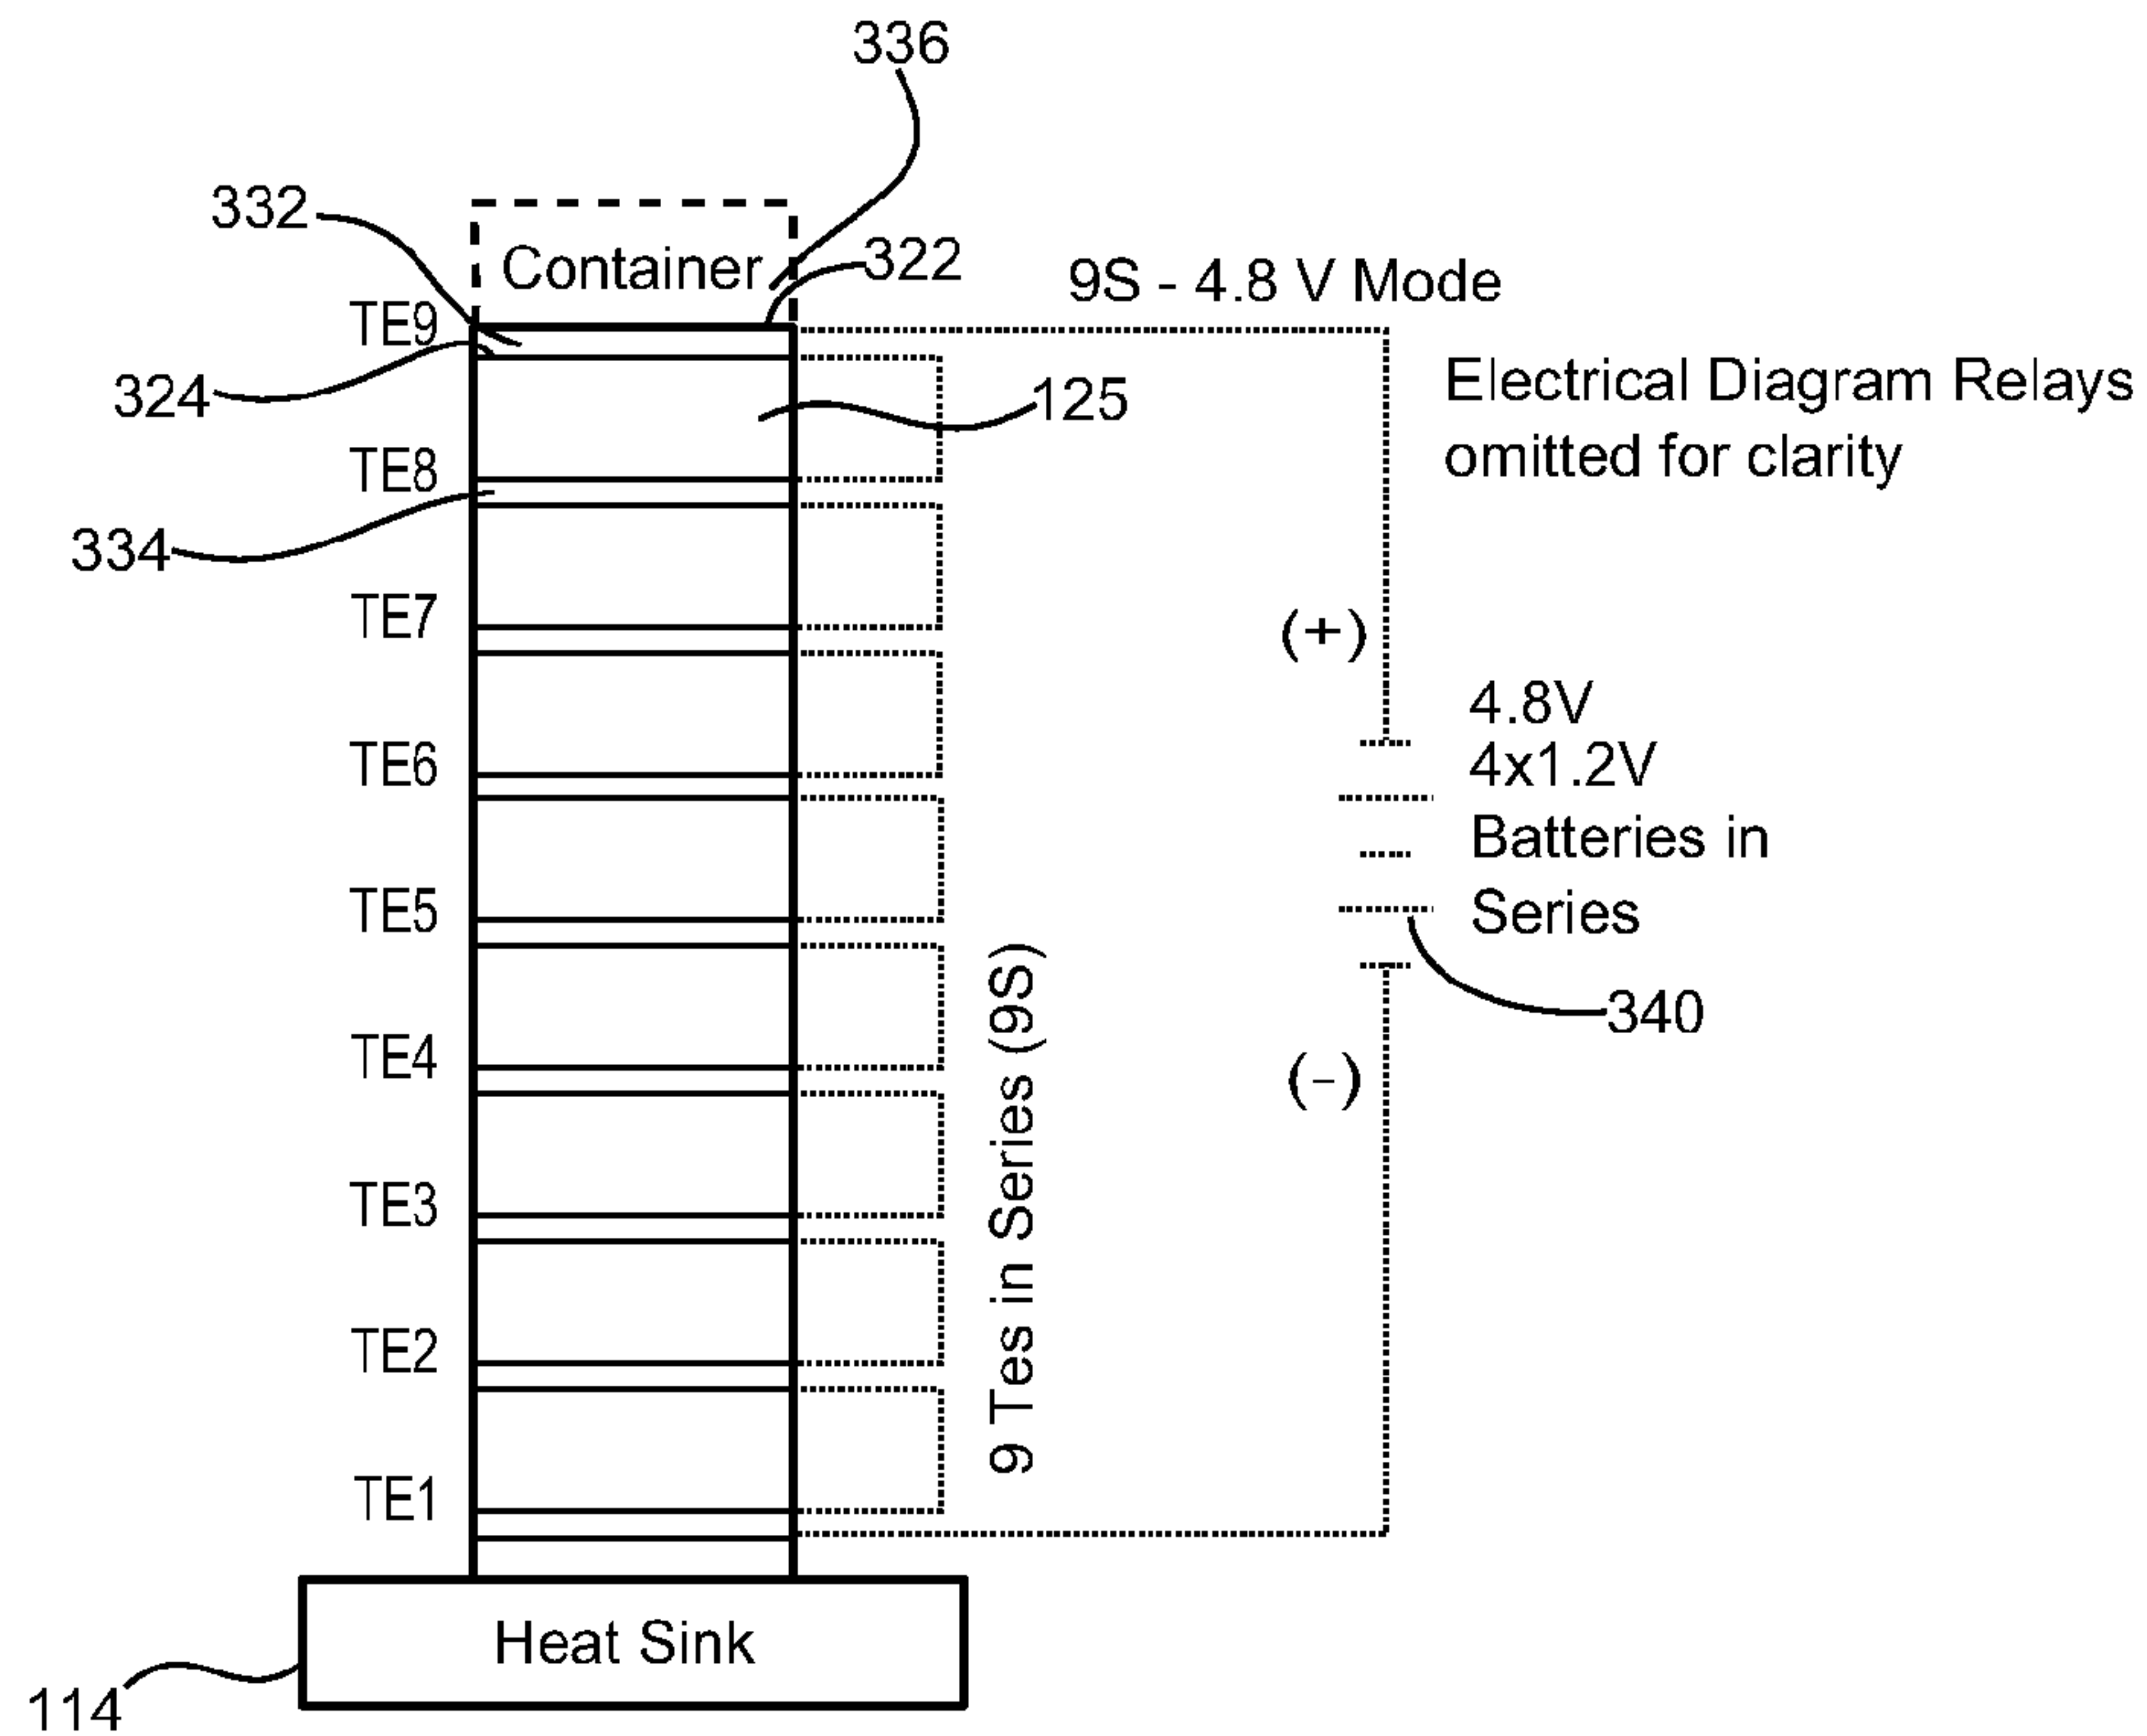 336
332
Container
322
9S - 4.8 V Mode
TE9
324
125
Electrical Diagram Relays
omitted for clarity
TE8
334
TE7
(+)
4.8V
4x1.2V
Batteries in
Series
TE6
TE5
340
9 Tes in Series (9S)
TE4
(-)
TE3
TE2
TE1
Heat Sink
114